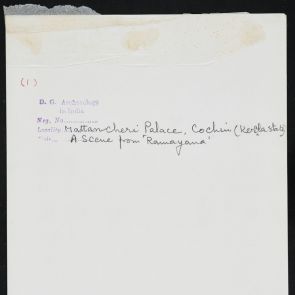 (1)
D. G. Archaeology
in India
Neg. No.............
Locality Mattancheri Palace, Cochin (Kerala state)
A Scene from "Ramayana"